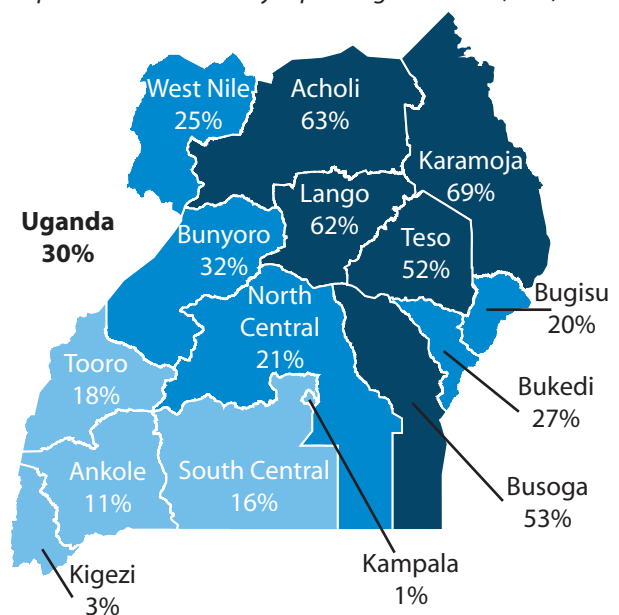 West Nile
25%
Acholi
63%
Karamoja
69%
Lango
62%
Uganda
30%
Bunyoro
32%
Teso
52%
North
Central
21%
Bugisu
20%
Tooro
18%
Bukedi
27%
Ankole
11%
South Central
16%
Busoga
53%
Kampala
1%
Kigezi
3%